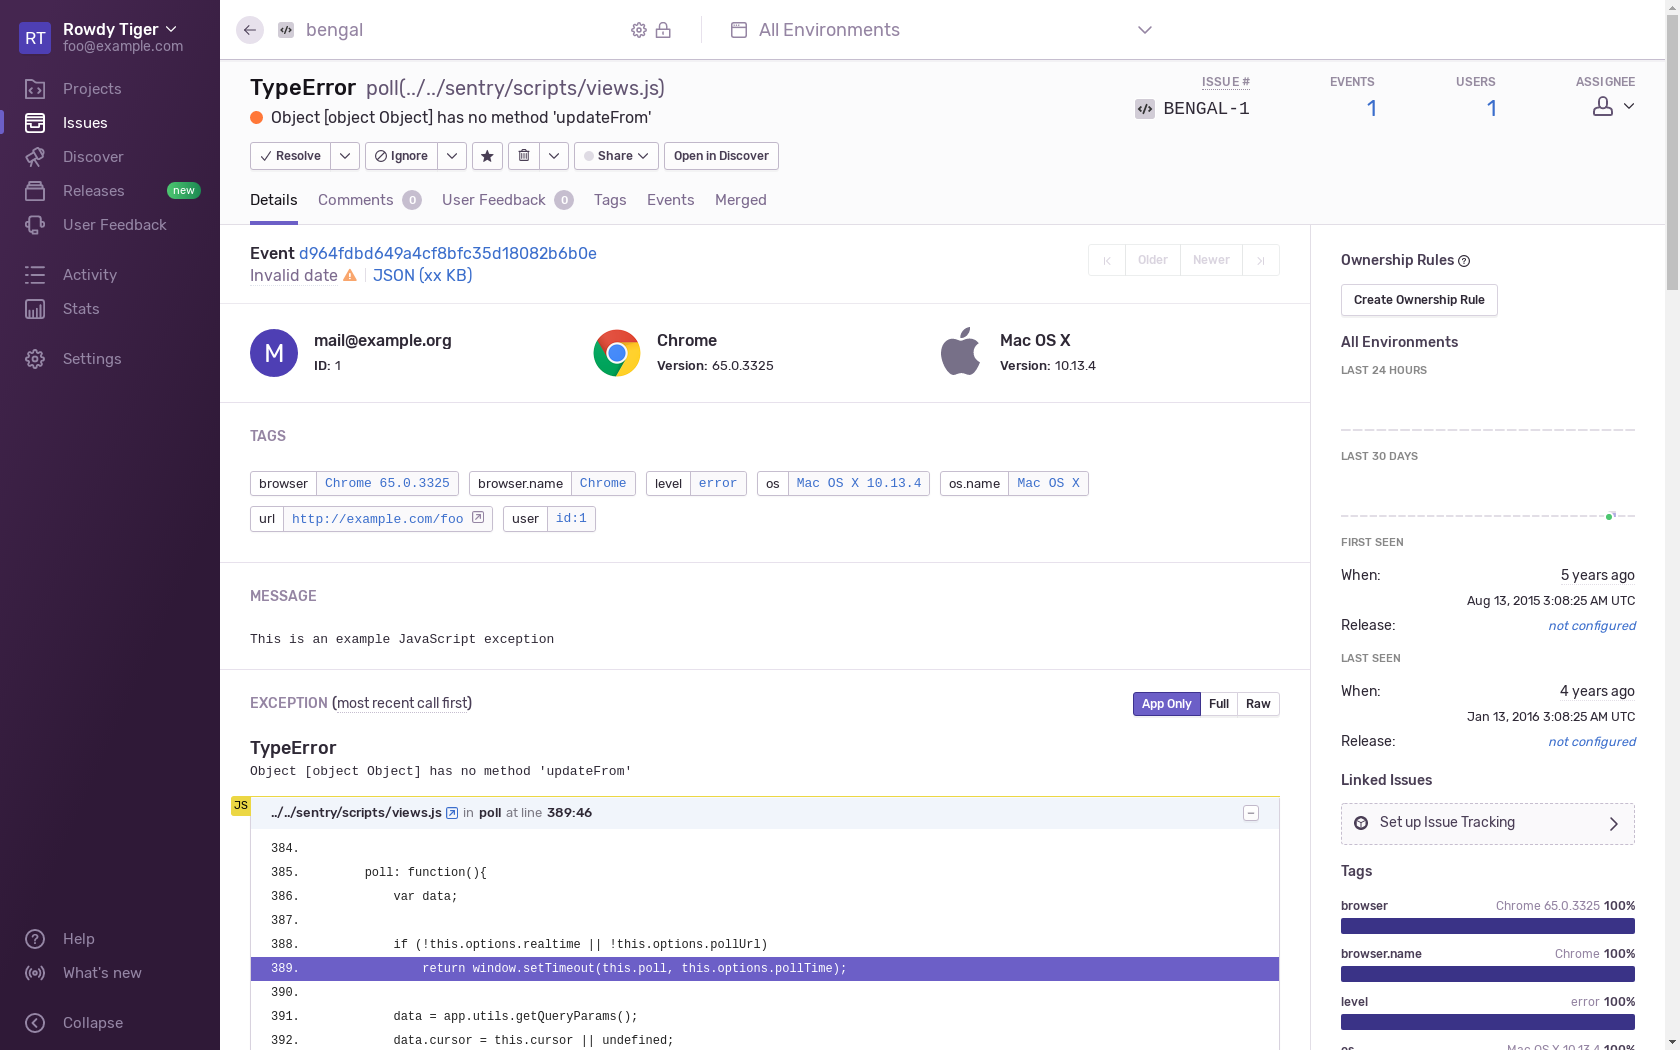 RT
Rowdy Tiger
foo@example.com
Projects
Issues
Discover
Releases new
User Feedback
Activity
Stats
Settings
Help
What's new
Collapse
bengal
All Environments
TypeError poll(../../sentry/scripts/views.js)
Object [object Object] has no method 'updateFrom'
ISSUE # EVENTS USERS ASSIGNEE
BENGAL-1 1 1
Resolve Ignore Share Open in Discover
Details Comments 0 User Feedback 0 Tags Events Merged
Event d964fdbd649a4cf8bfc35d18082b6b0e
Invalid date JSON (xx KB)
Older Newer
M
mail@example.org
ID: 1
Chrome
Version: 65.0.3325
Mac OS X
Version: 10.13.4
TAGS
browser Chrome 65.0.3325 browser.name Chrome level error os Mac OS X 10.13.4 os.name Mac OS X
url http://example.com/foo user id:1
MESSAGE
This is an example JavaScript exception
EXCEPTION (most recent call first)
App Only Full Raw
TypeError
Object [object Object] has no method 'updateFrom'
JS
../../sentry/scripts/views.js in poll at line 389:46
384.
385. poll: function(){
386. var data;
387.
388. if (!this.options.realtime || !this.options.pollUrl)
389. return window.setTimeout(this.poll, this.options.pollTime);
390.
391. data = app.utils.getQueryParams();
392. data.cursor = this.cursor || undefined;
Ownership Rules
Create Ownership Rule
All Environments
LAST 24 HOURS
LAST 30 DAYS
FIRST SEEN
When: 5 years ago
Aug 13, 2015 3:08:25 AM UTC
Release: not configured
LAST SEEN
When: 4 years ago
Jan 13, 2016 3:08:25 AM UTC
Release: not configured
Linked Issues
Set up Issue Tracking
Tags
browser Chrome 65.0.3325 100%
browser.name Chrome 100%
level error 100%
os Mac OS X 10.13.4 100%